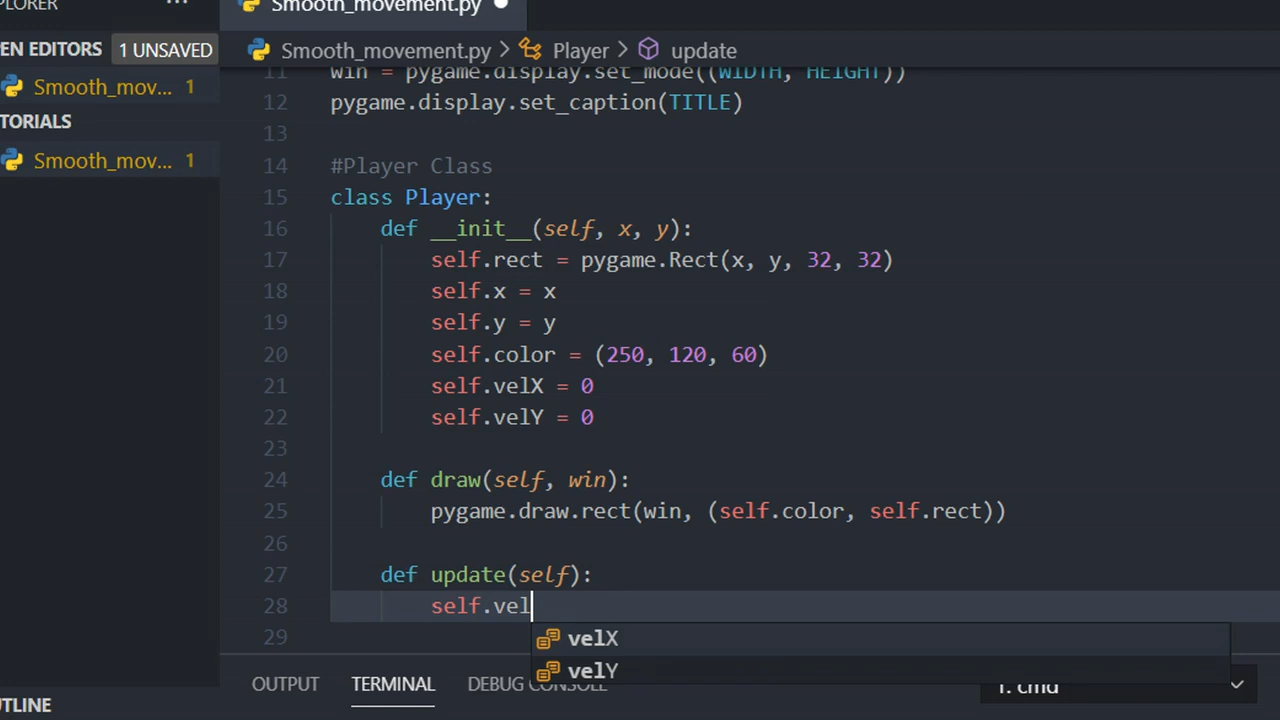 PLORER ...
Smooth_movement.py
PEN EDITORS 1 UNSAVED
Smooth_movement.py > Player > update
Smooth_mov... 1
TORIALS
Smooth_mov... 1
11 win = pygame.display.set_mode((WIDTH, HEIGHT))
12 pygame.display.set_caption(TITLE)
13
14 #Player Class
15 class Player:
16 def __init__(self, x, y):
17 self.rect = pygame.Rect(x, y, 32, 32)
18 self.x = x
19 self.y = y
20 self.color = (250, 120, 60)
21 self.velX = 0
22 self.velY = 0
23
24 def draw(self, win):
25 pygame.draw.rect(win, (self.color, self.rect))
26
27 def update(self):
28 self.vel
29
velX
velY
OUTPUT TERMINAL DEBUG CONSOLE 1: cmd
UTLINE